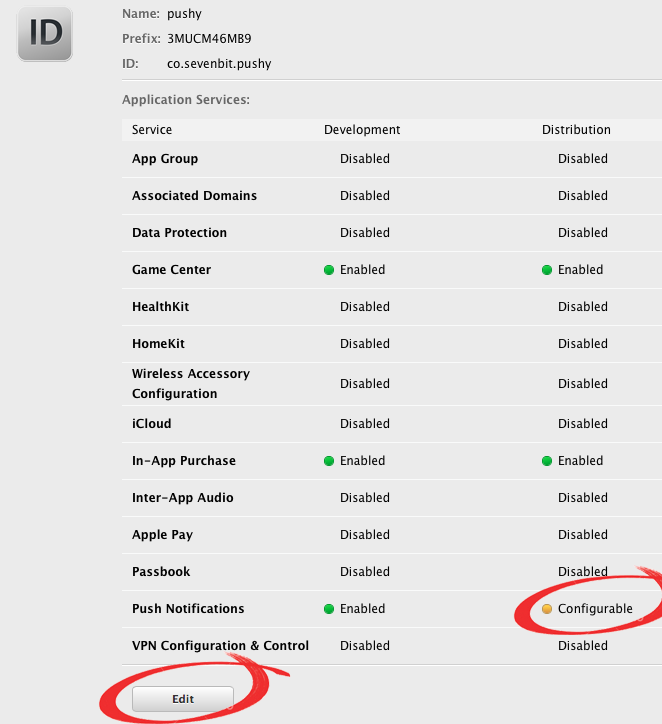 ID
Name: pushy
Prefix: 3MUCM46MB9
ID: co.sevenbit.pushy
Application Services:
Service Development Distribution
App Group Disabled Disabled
Associated Domains Disabled Disabled
Data Protection Disabled Disabled
Game Center Enabled Enabled
HealthKit Disabled Disabled
HomeKit Disabled Disabled
Wireless Accessory
Configuration Disabled Disabled
iCloud Disabled Disabled
In-App Purchase Enabled Enabled
Inter-App Audio Disabled Disabled
Apple Pay Disabled Disabled
Passbook Disabled Disabled
Push Notifications Enabled Configurable
VPN Configuration & Control Disabled Disabled
Edit